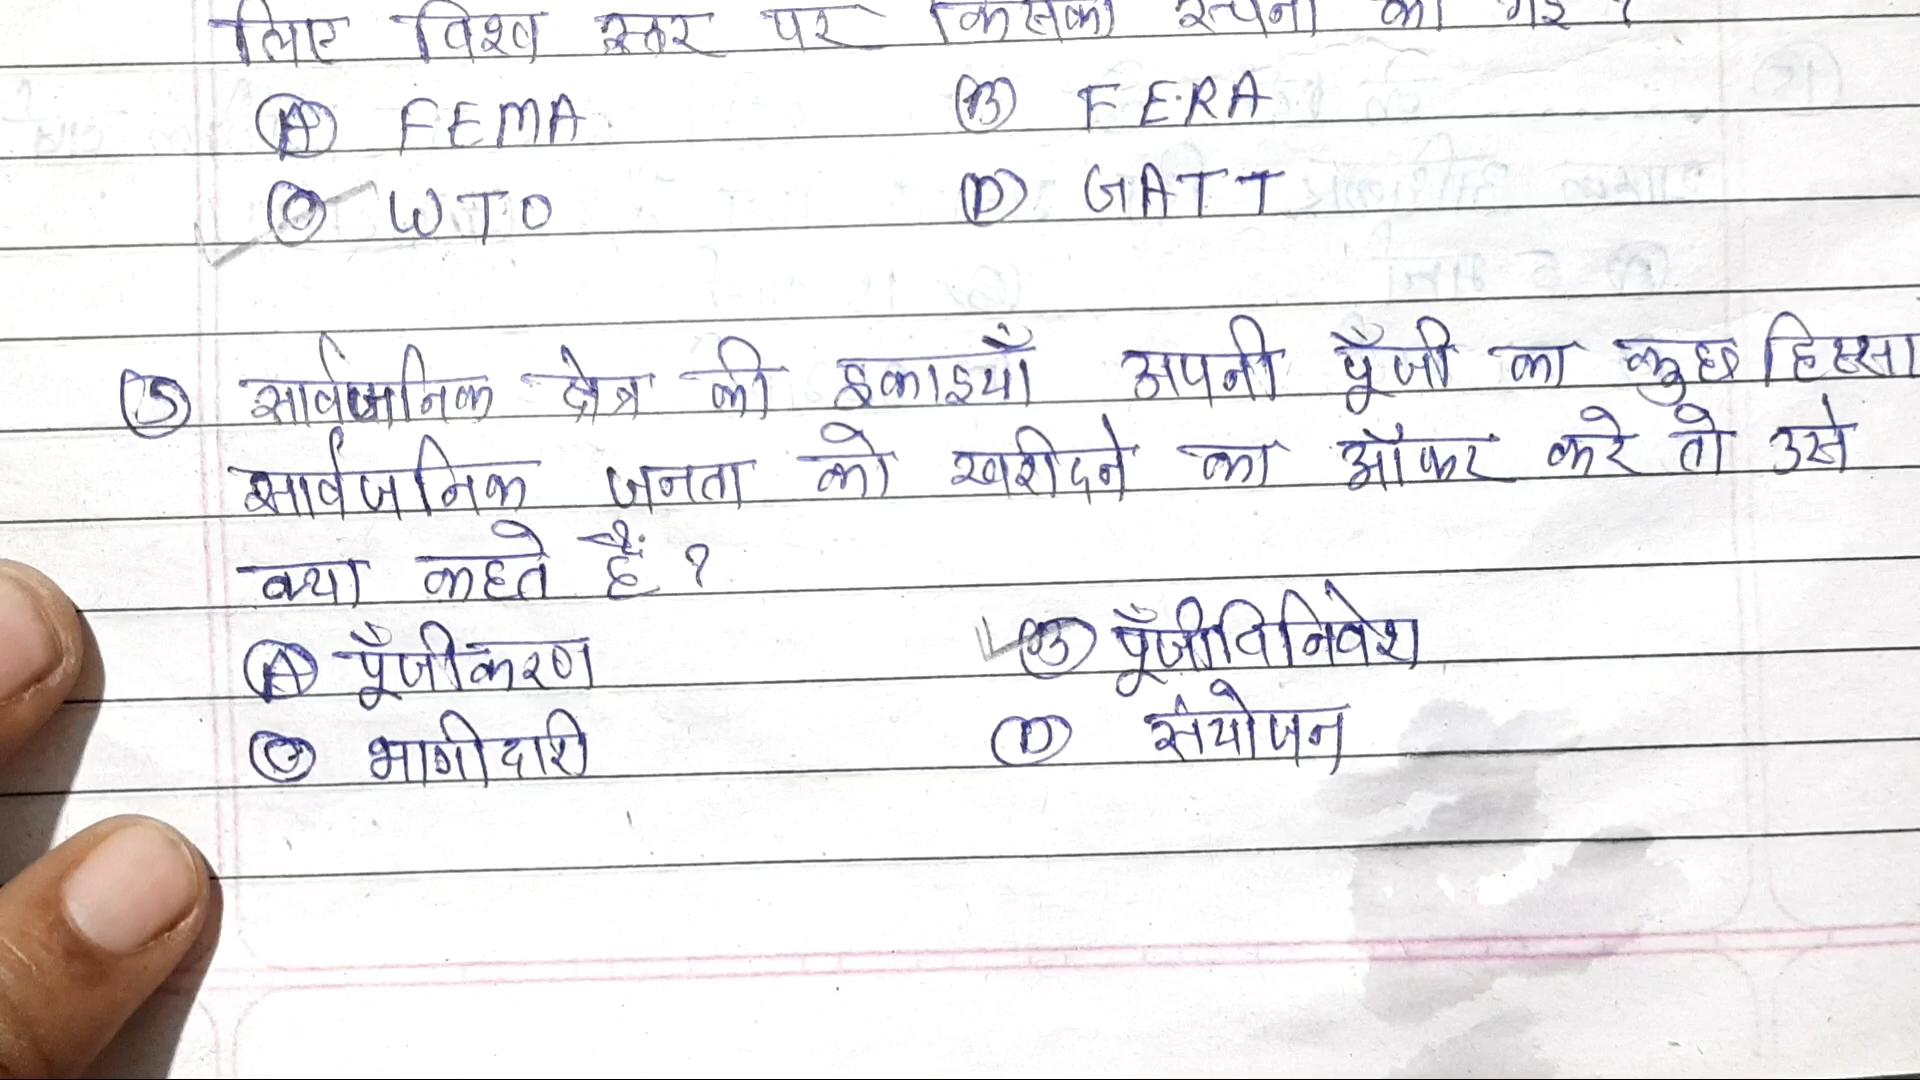 लिए विश्व स्तर पर किसकी रचना की गई ?
(A) FEMA (B) FERA
(C) WTO (D) GATT
(5) सार्वजनिक क्षेत्र की इकाइयाँ अपनी पूँजी का कुछ हिस्सा
सार्वजनिक जनता को खरीदने का ऑफर करे तो उसे
क्या कहते हैं ?
(A) पूँजीकरण (B) पूँजीविनिवेश
(C) भागीदारी (D) संयोजन